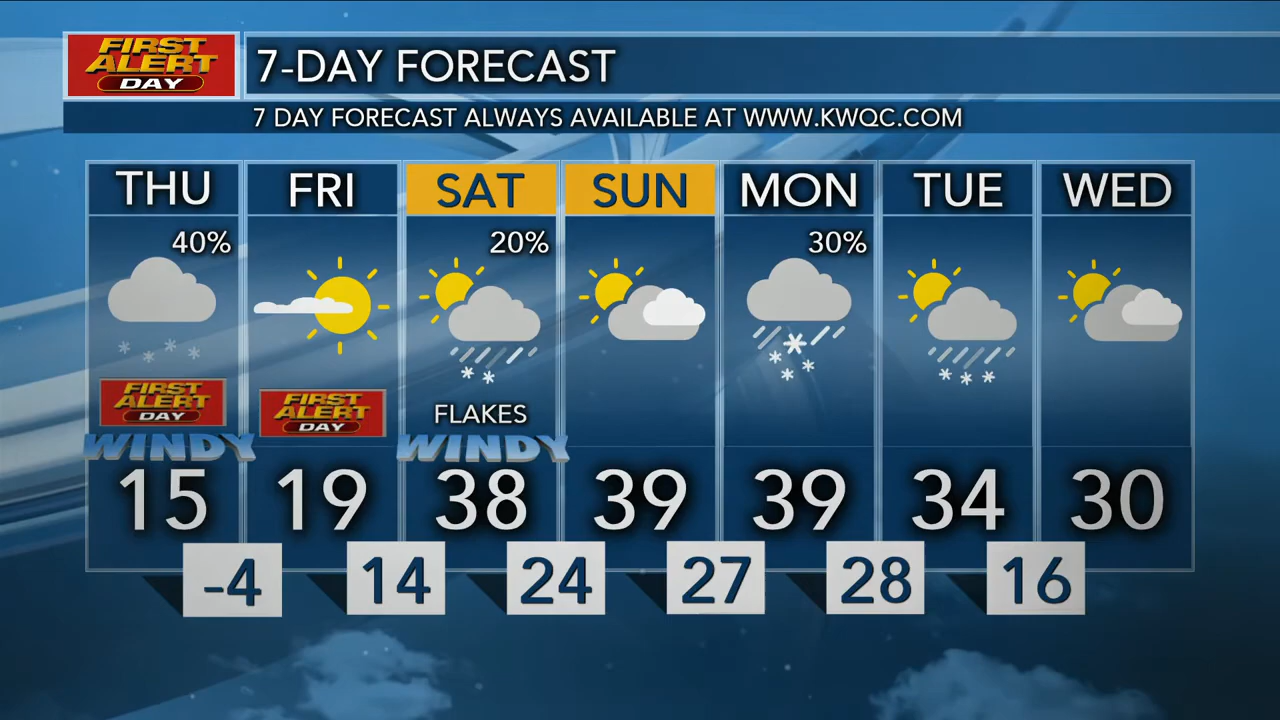 FIRST ALERT DAY
7-DAY FORECAST
7 DAY FORECAST ALWAYS AVAILABLE AT WWW.KWQC.COM
THU FRI SAT SUN MON TUE WED
40% 20% 30%
FIRST ALERT DAY FIRST ALERT DAY FLAKES
WINDY WINDY
15 19 38 39 39 34 30
-4 14 24 27 28 16